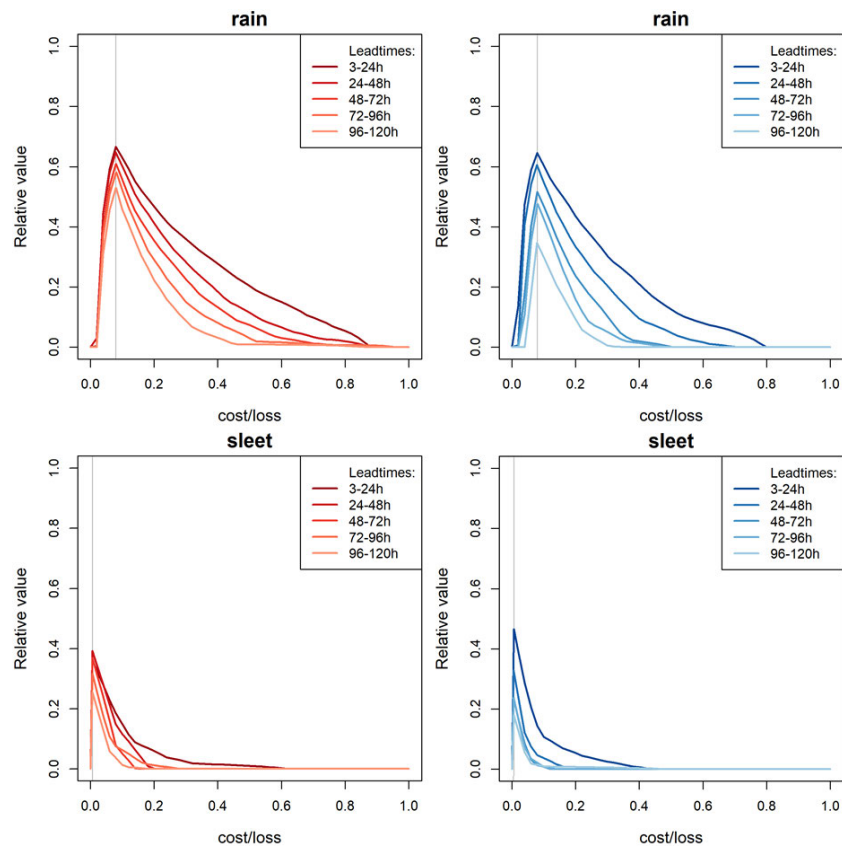 rain
Relative value
1.0
0.8
0.6
0.4
0.2
0.0
Leadtimes:
3-24h
24-48h
48-72h
72-96h
96-120h
0.0 0.2 0.4 0.6 0.8 1.0
cost/loss
rain
Relative value
1.0
0.8
0.6
0.4
0.2
0.0
Leadtimes:
3-24h
24-48h
48-72h
72-96h
96-120h
0.0 0.2 0.4 0.6 0.8 1.0
cost/loss
sleet
Relative value
1.0
0.8
0.6
0.4
0.2
0.0
Leadtimes:
3-24h
24-48h
48-72h
72-96h
96-120h
0.0 0.2 0.4 0.6 0.8 1.0
cost/loss
sleet
Relative value
1.0
0.8
0.6
0.4
0.2
0.0
Leadtimes:
3-24h
24-48h
48-72h
72-96h
96-120h
0.0 0.2 0.4 0.6 0.8 1.0
cost/loss